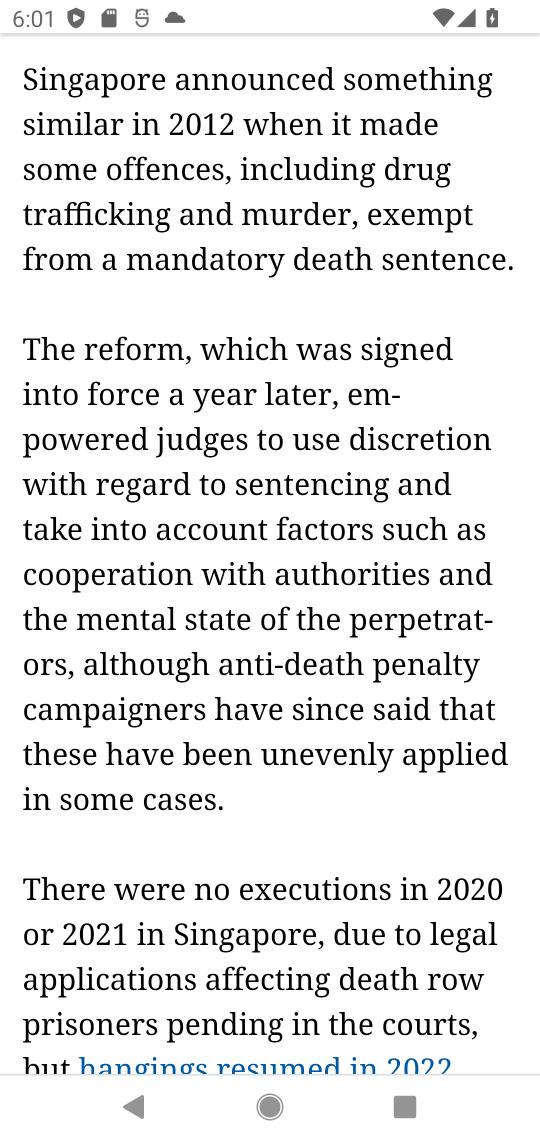 6:01
Singapore announced something
similar in 2012 when it made
some offences, including drug
trafficking and murder, exempt
from a mandatory death sentence.
The reform, which was signed
into force a year later, em-
powered judges to use discretion
with regard to sentencing and
take into account factors such as
cooperation with authorities and
the mental state of the perpetrat-
ors, although anti-death penalty
campaigners have since said that
these have been unevenly applied
in some cases.
There were no executions in 2020
or 2021 in Singapore, due to legal
applications affecting death row
prisoners pending in the courts,
but hangings resumed in 2022